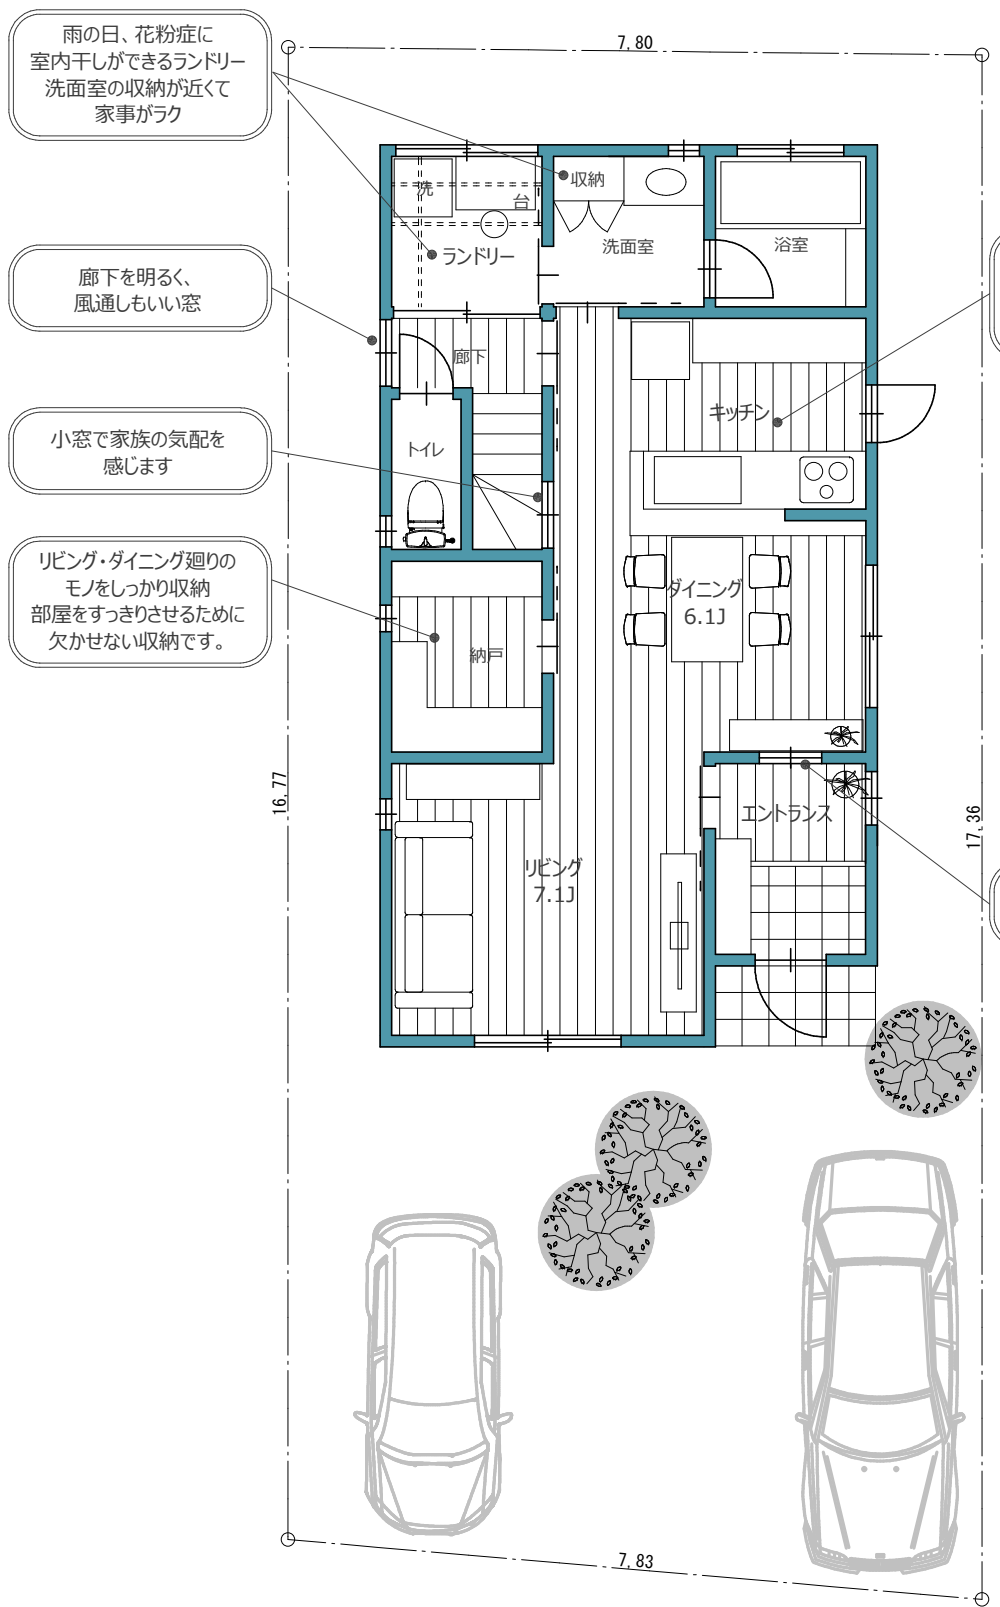 雨の日、花粉症に
室内干しができるランドリー
洗面室の収納が近くて
家事がラク
7,80
洗
台
収納
ランドリー
洗面室
浴室
廊下を明るく、
風通しもいい窓
廊下
キッチン
小窓で家族の気配を
感じます
トイレ
リビング・ダイニング廻りの
モノをしっかり収納
部屋をすっきりさせるために
欠かせない収納です。
ダイニング
6.1J
納戸
16,77
17,36
エントランス
リビング
7.1J
7,83